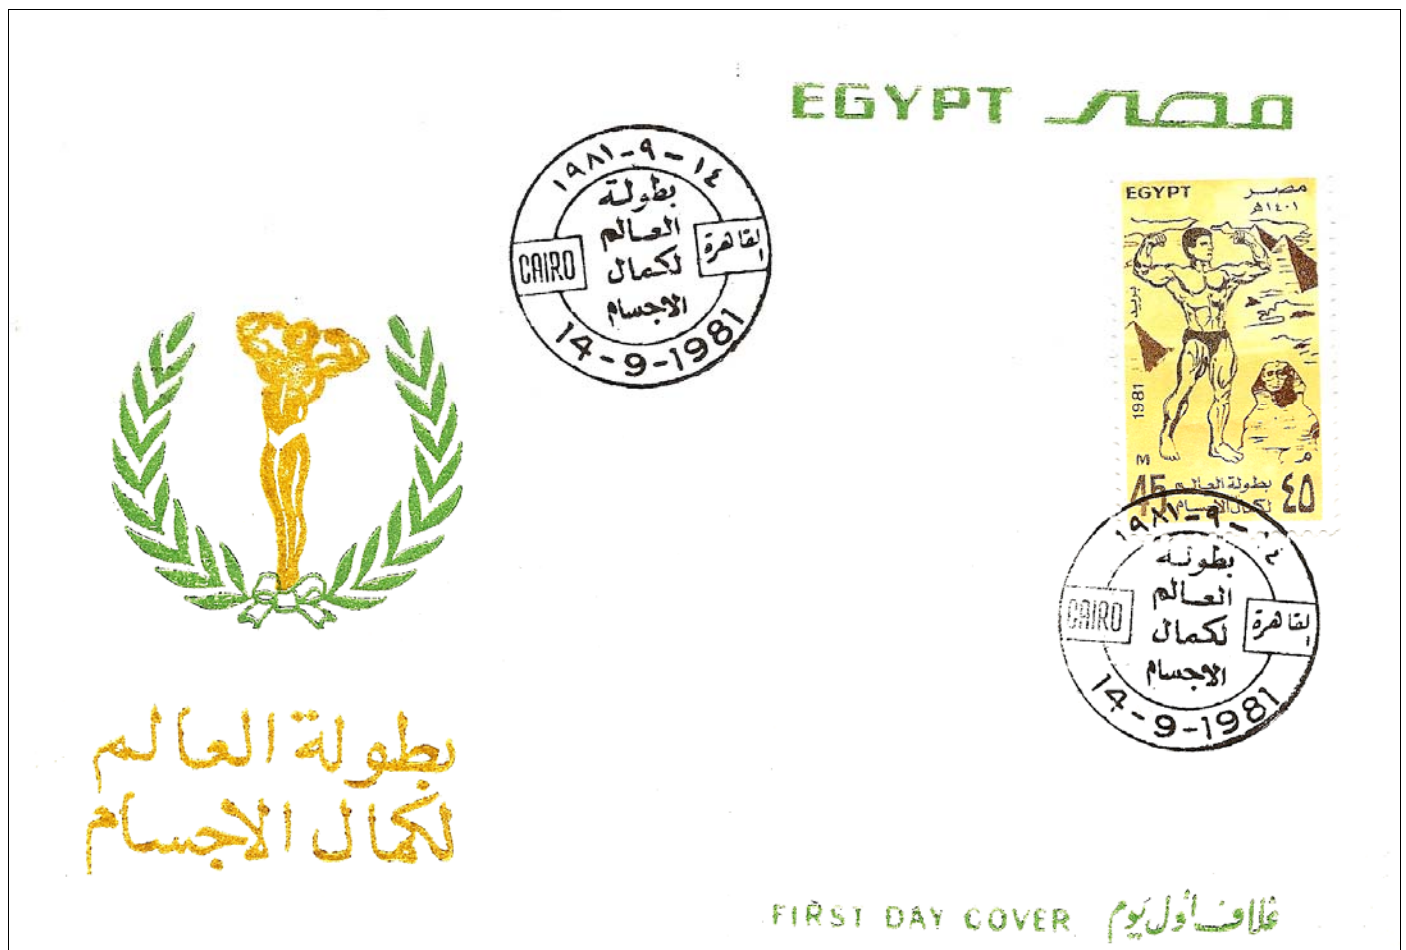 EGYPT مصر
١٤-٩-١٩٨١
بطولة
العالم
لكمال
الاجسام
CAIRO
القاهرة
14-9-1981
EGYPT
مصر
١٤٠١هـ
بريد
1981
M
م
45
٤٥
بطولة العالم
لكمال الاجسام
١٤-٩-١٩٨١
بطولة
العالم
لكمال
الاجسام
CAIRO
القاهرة
14-9-1981
بطولة العالم
لكمال الاجسام
FIRST DAY COVER غلاف أول يوم